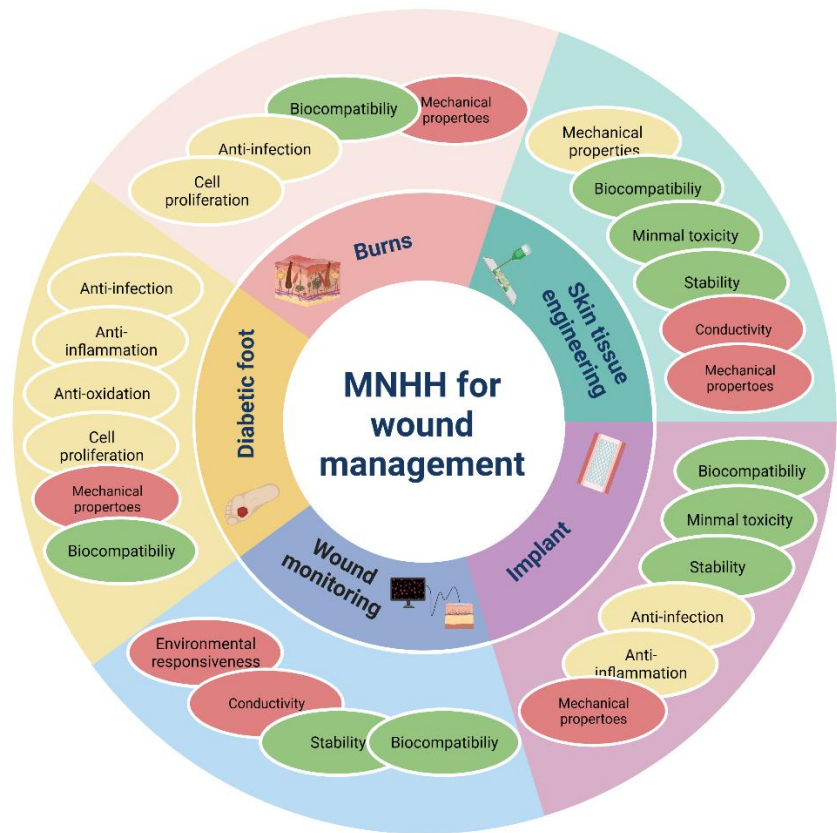 MNHH for
wound
management
Burns
Biocompatibiliy
Mechanical
propertoes
Anti-infection
Cell
proliferation
Skin tissue
engineering
Mechanical
properties
Biocompatibiliy
Minmal toxicity
Stability
Conductivity
Mechanical
propertoes
Implant
Biocompatibiliy
Minmal toxicity
Stability
Anti-infection
Anti-
inflammation
Mechanical
propertoes
Wound
monitoring
Environmental
responsiveness
Conductivity
Stability
Biocompatibiliy
Diabetic foot
Anti-infection
Anti-
inflammation
Anti-oxidation
Cell
proliferation
Mechanical
propertoes
Biocompatibiliy